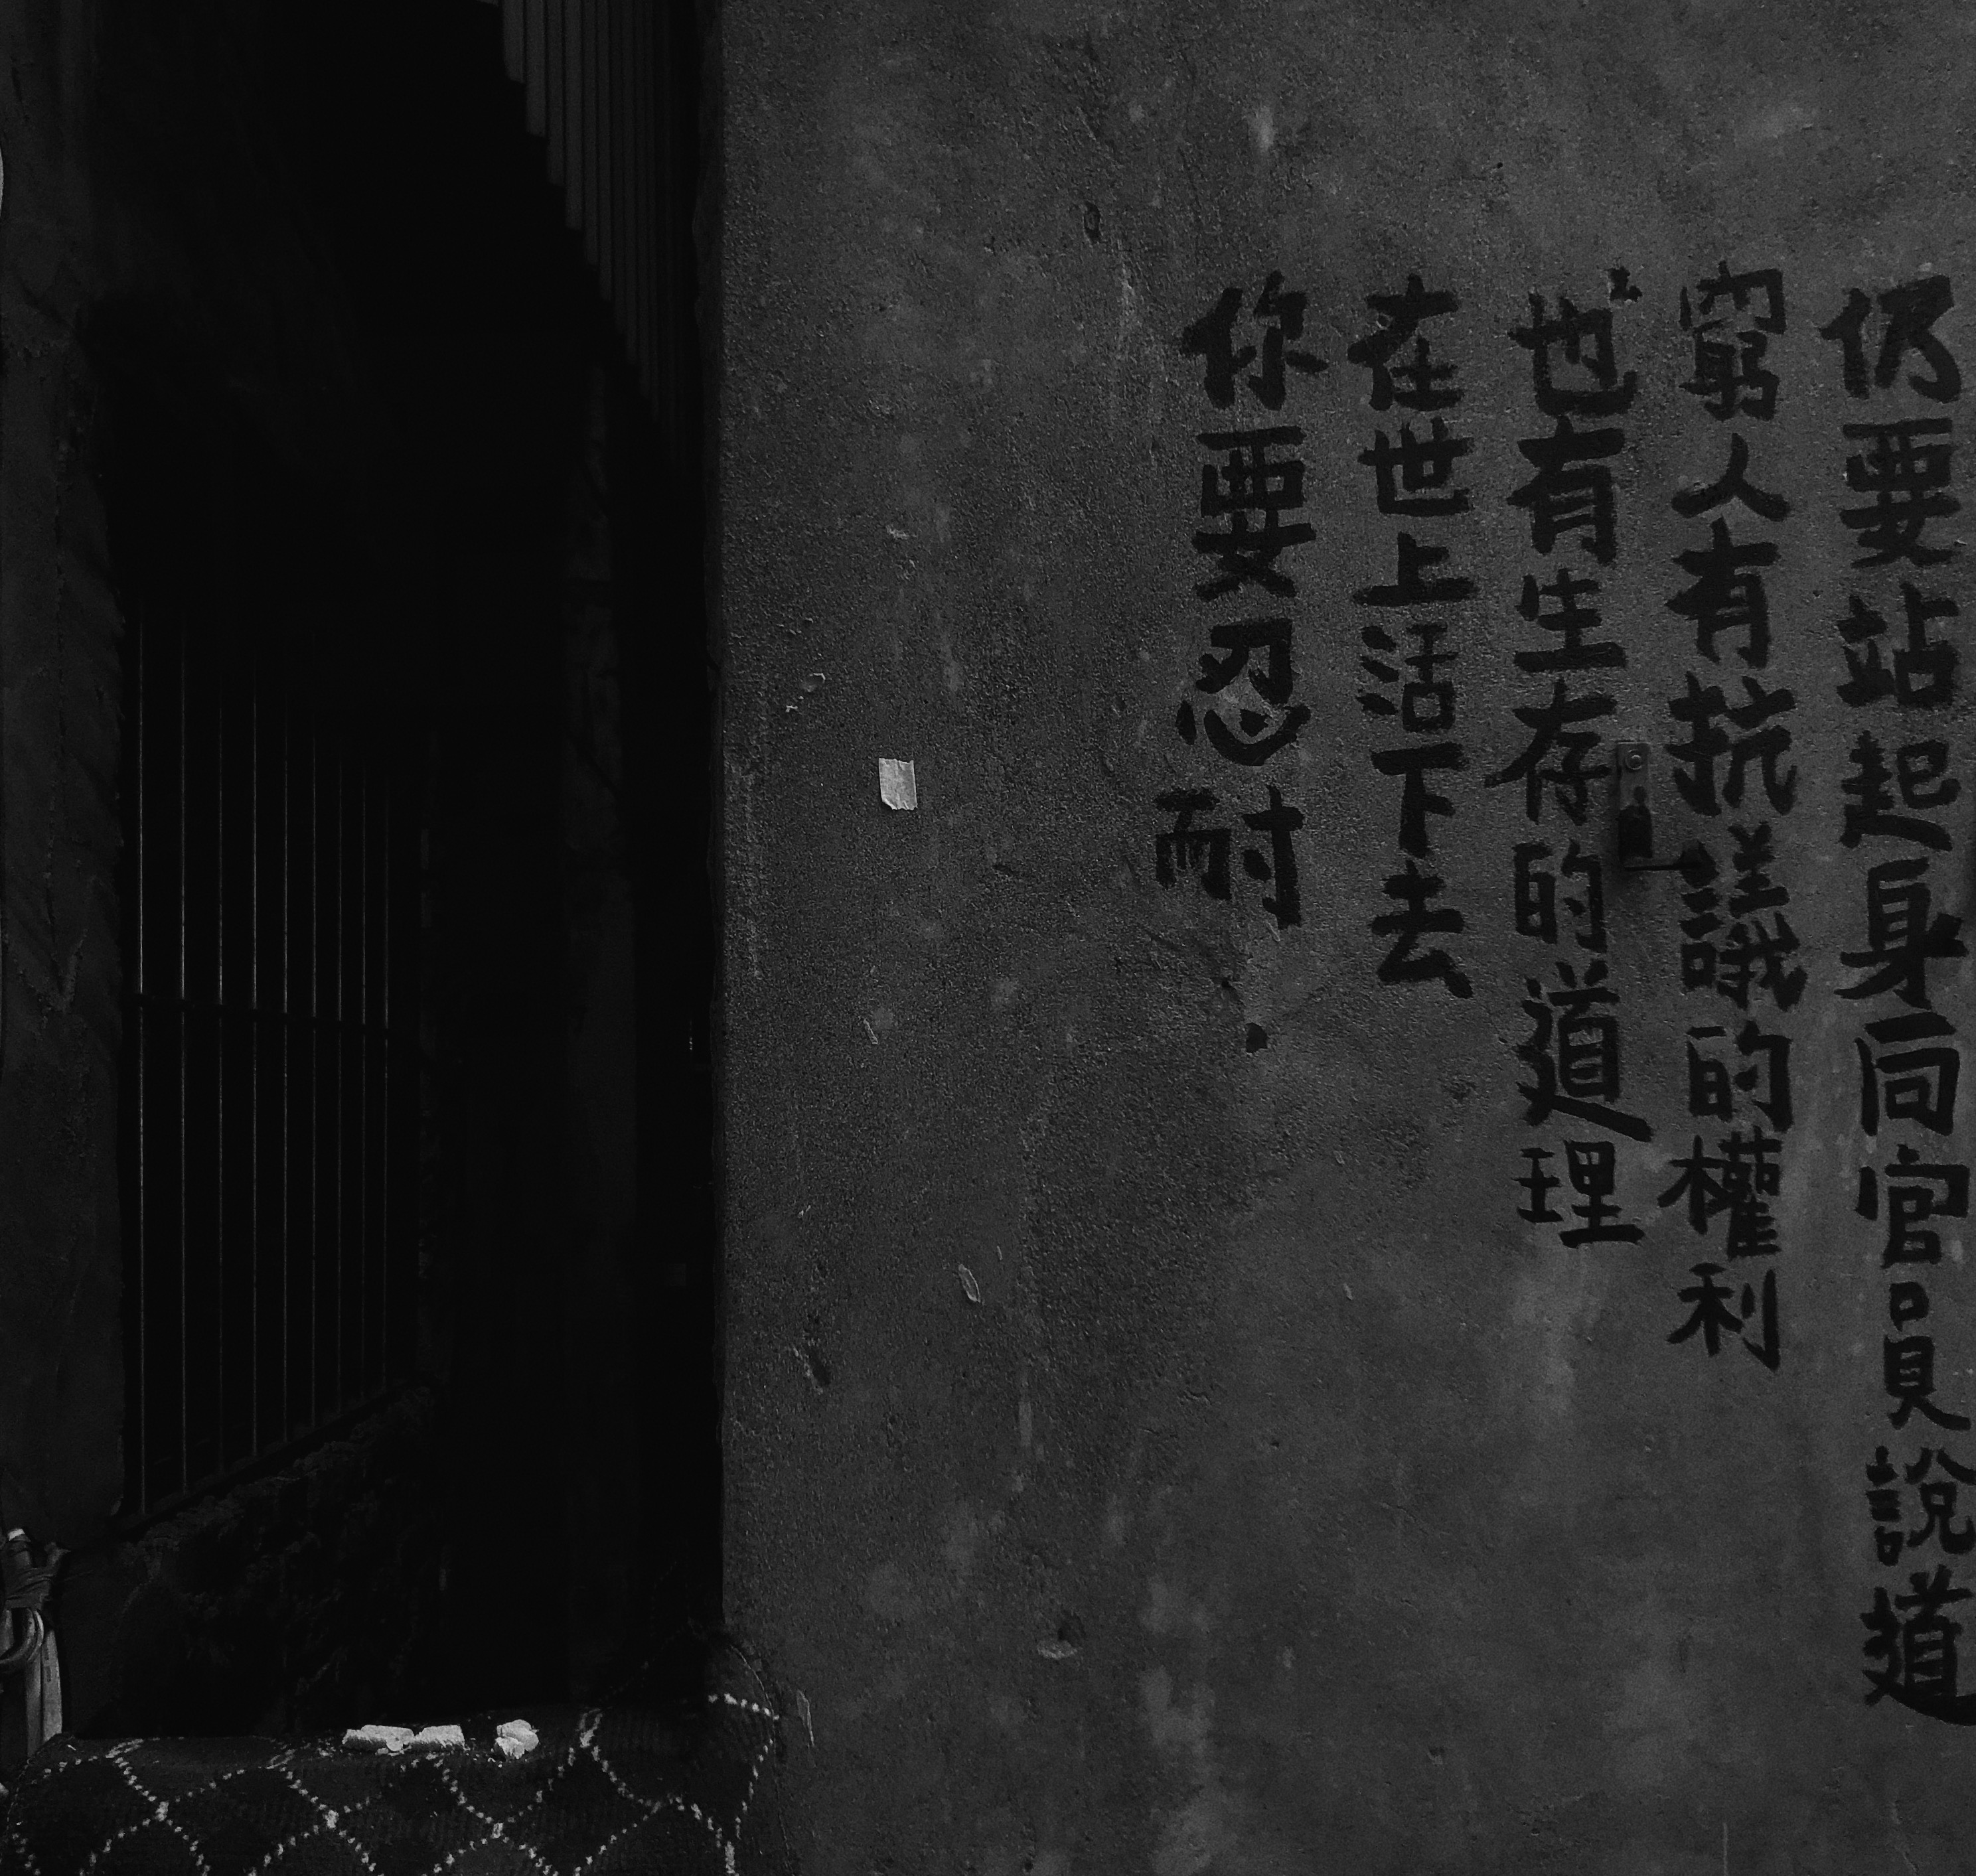 仍要站起身向官員說道
窮人有抗議的權利
也有生存的道理
在世上活下去
你要忍耐